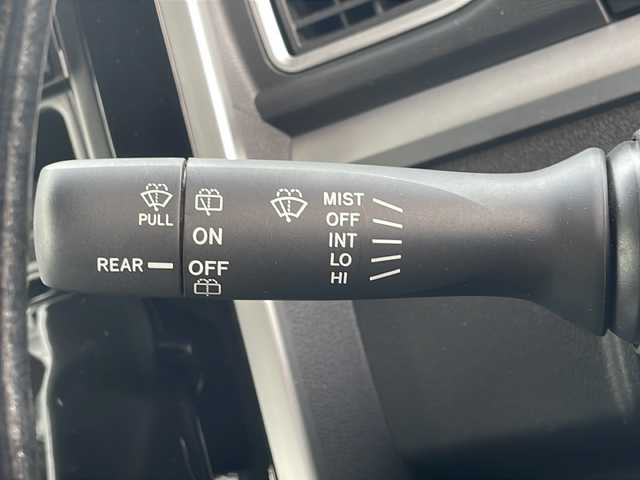 PULL
REAR
ON
OFF
MIST
OFF
INT
LO
HI